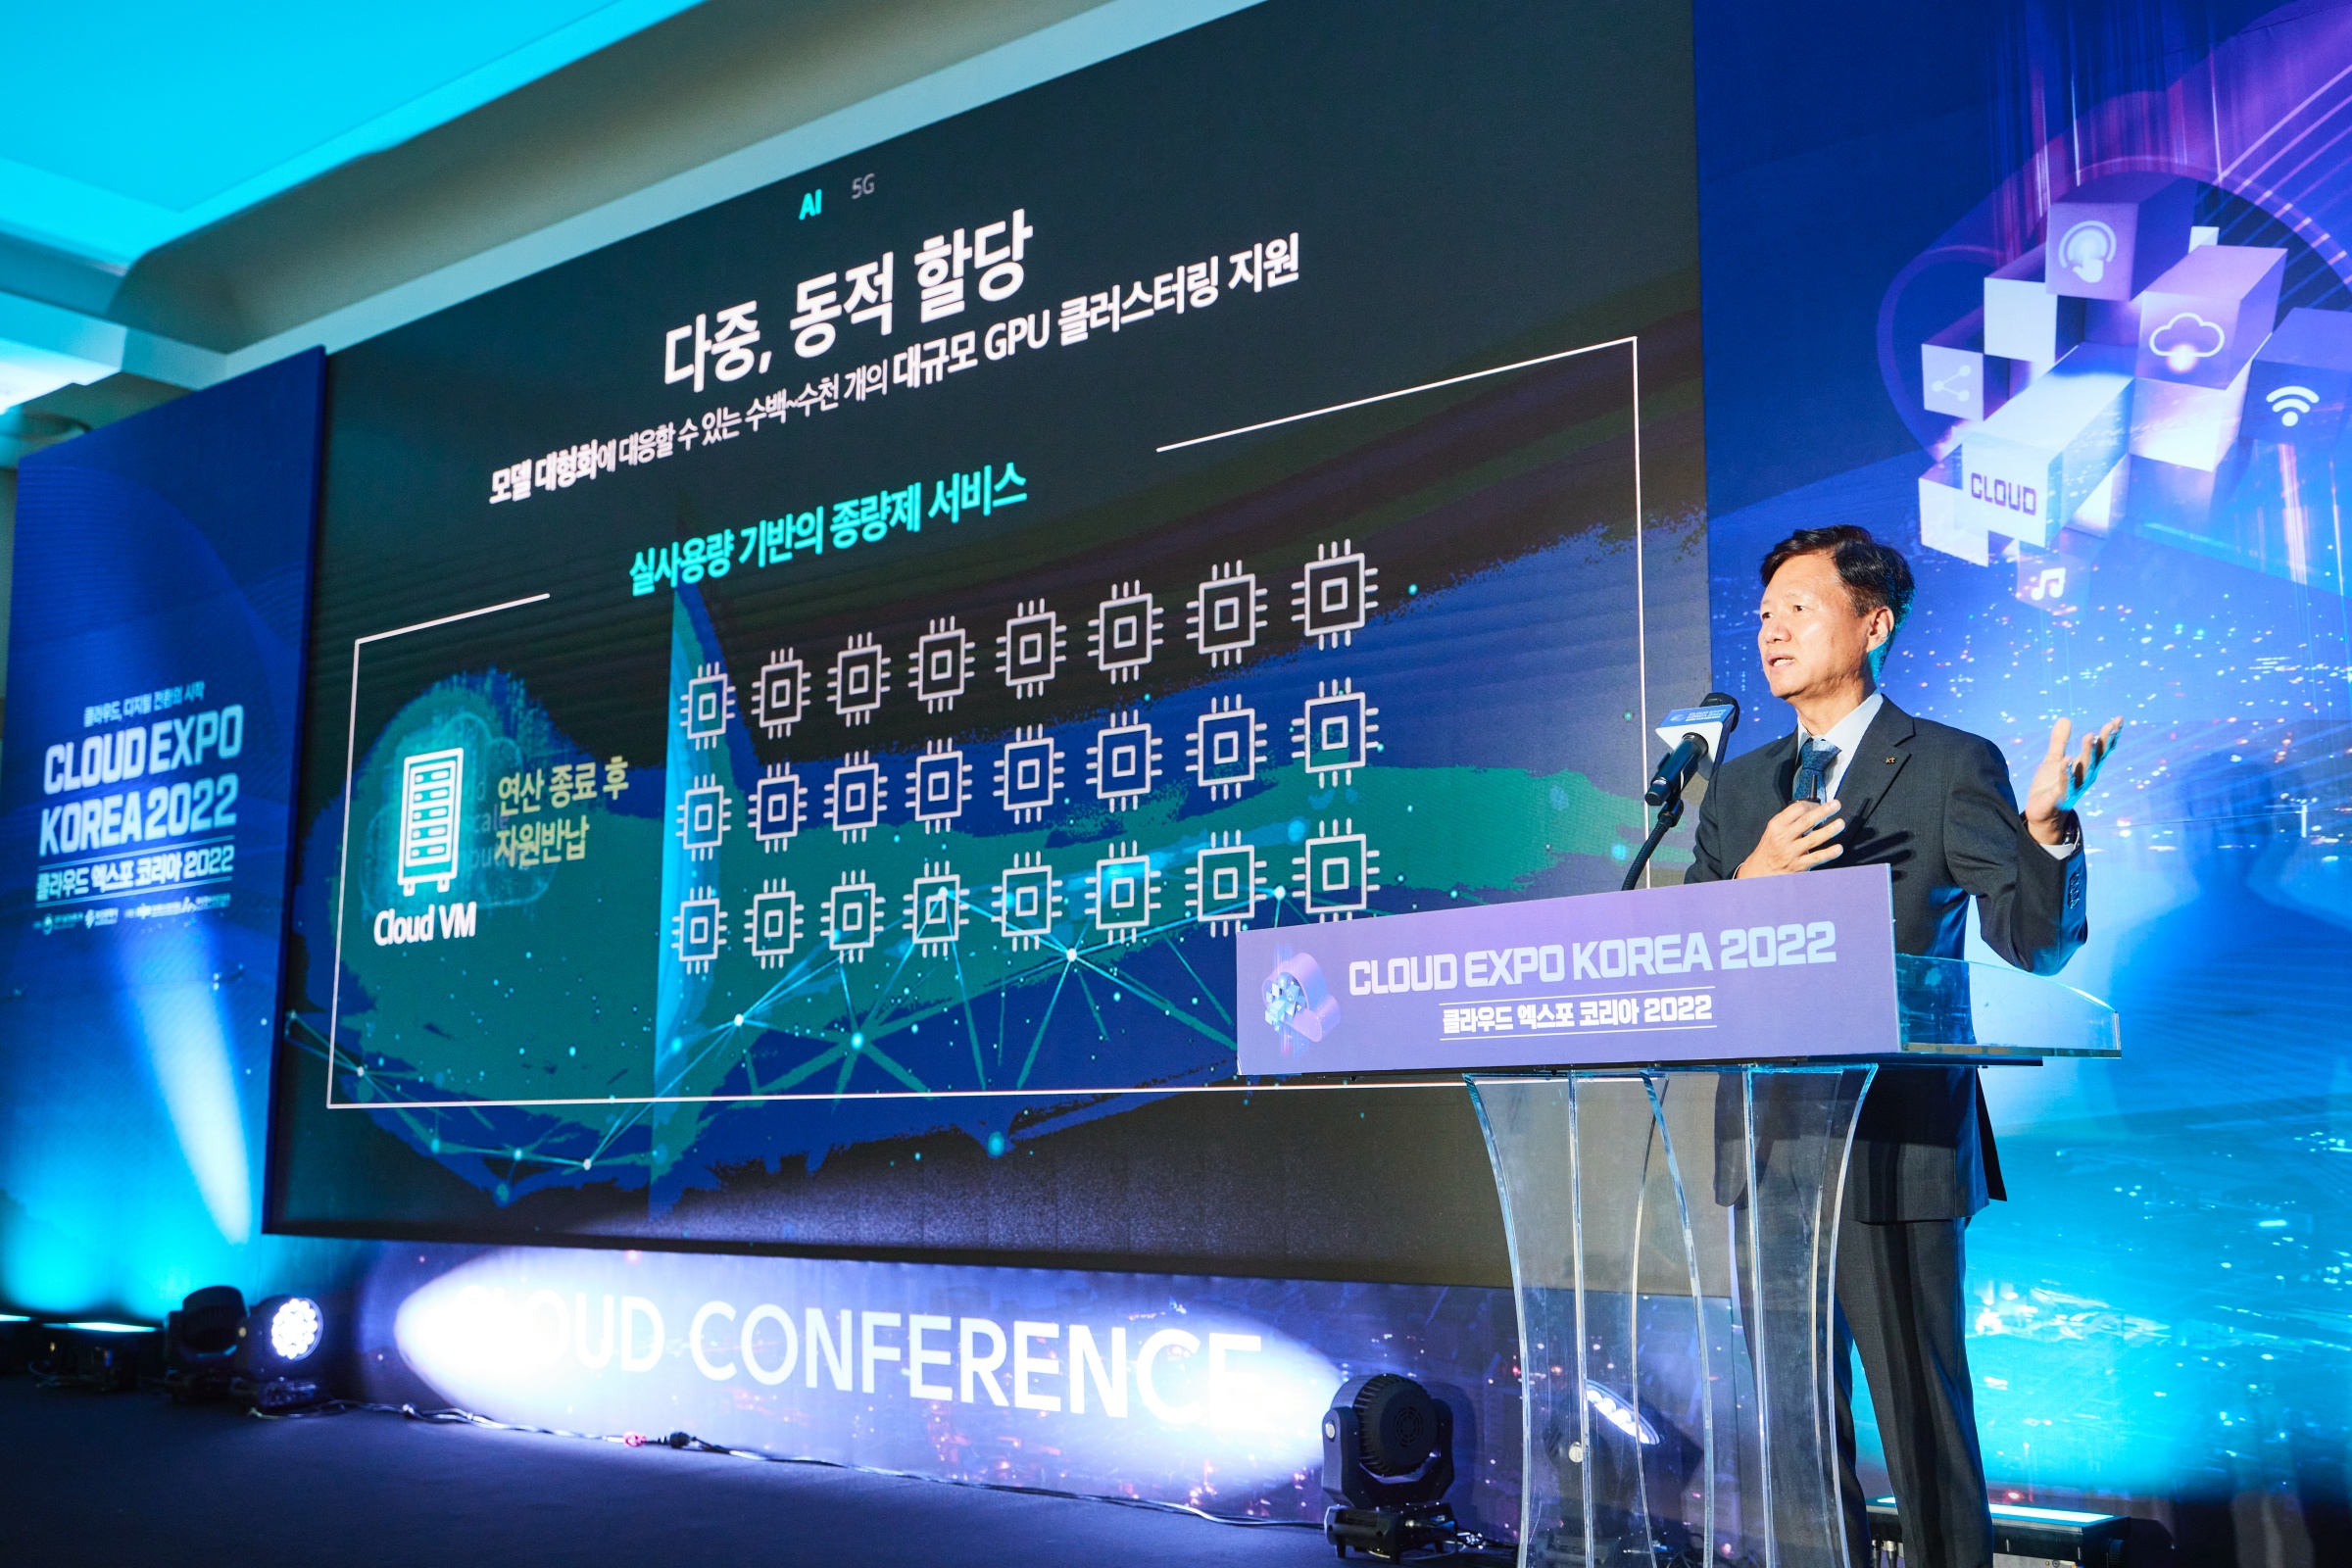 AI 5G
다중, 동적 할당
모델 대형화에 대응할 수 있는 수백~수천 개의 대규모 GPU 클러스터링 지원
실사용량 기반의 종량제 서비스
연산 종료 후
자원반납
Cloud VM
클라우드, 디지털 전환의 시작
CLOUD EXPO
KOREA 2022
클라우드 엑스포 코리아 2022
CLOUD
CLOUD EXPO KOREA 2022
클라우드 엑스포 코리아 2022
CLOUD CONFERENCE